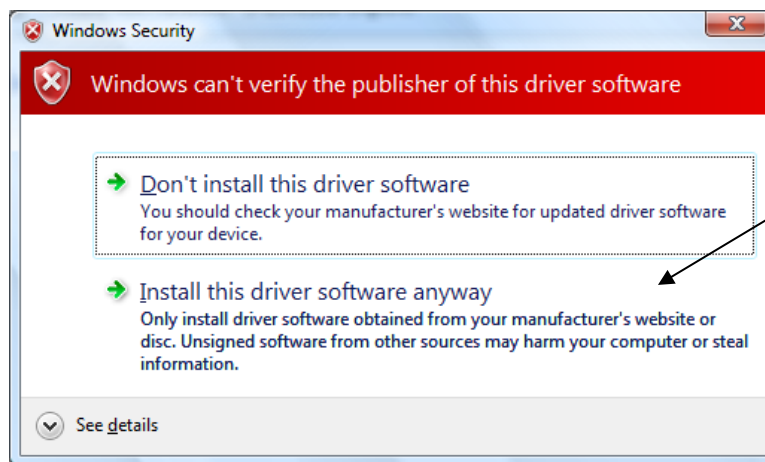 Windows Security
Windows can't verify the publisher of this driver software
Don't install this driver software
You should check your manufacturer's website for updated driver software
for your device.
Install this driver software anyway
Only install driver software obtained from your manufacturer's website or
disc. Unsigned software from other sources may harm your computer or steal
information.
See details